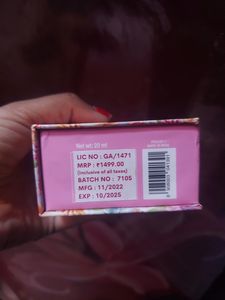 Net wt: 20 ml
LIC NO : GA/1471
MRP : ₹1499.00
(Inclusive of all taxes)
BATCH NO : 7105
MFG : 11/2022
EXP : 10/2025